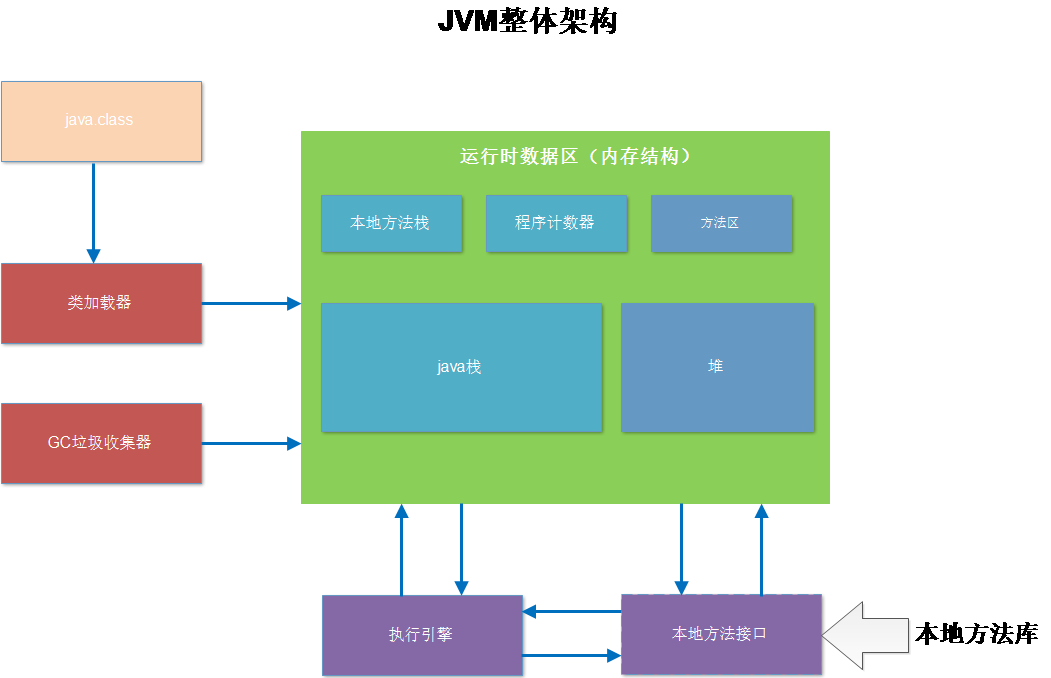 JVM整体架构
java.class
运行时数据区（内存结构）
本地方法栈
程序计数器
方法区
类加载器
java栈
堆
GC垃圾收集器
执行引擎
本地方法接口
本地方法库